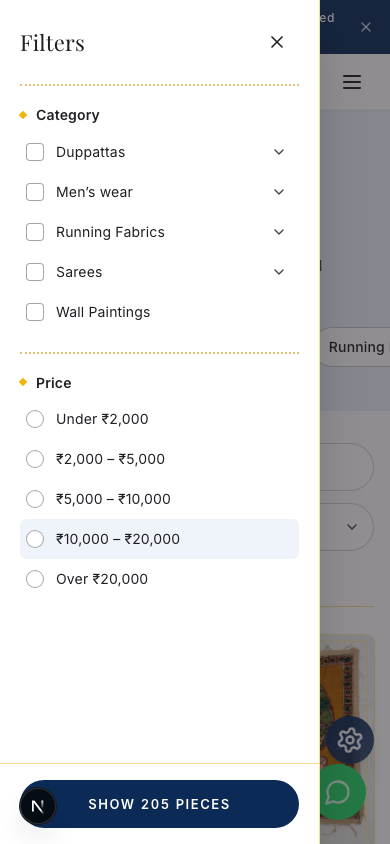 Filters
ed
Category
Duppattas
Men’s wear
Running Fabrics
Sarees
Wall Paintings
Running
Price
Under ₹2,000
₹2,000 – ₹5,000
₹5,000 – ₹10,000
₹10,000 – ₹20,000
Over ₹20,000
N
SHOW 205 PIECES